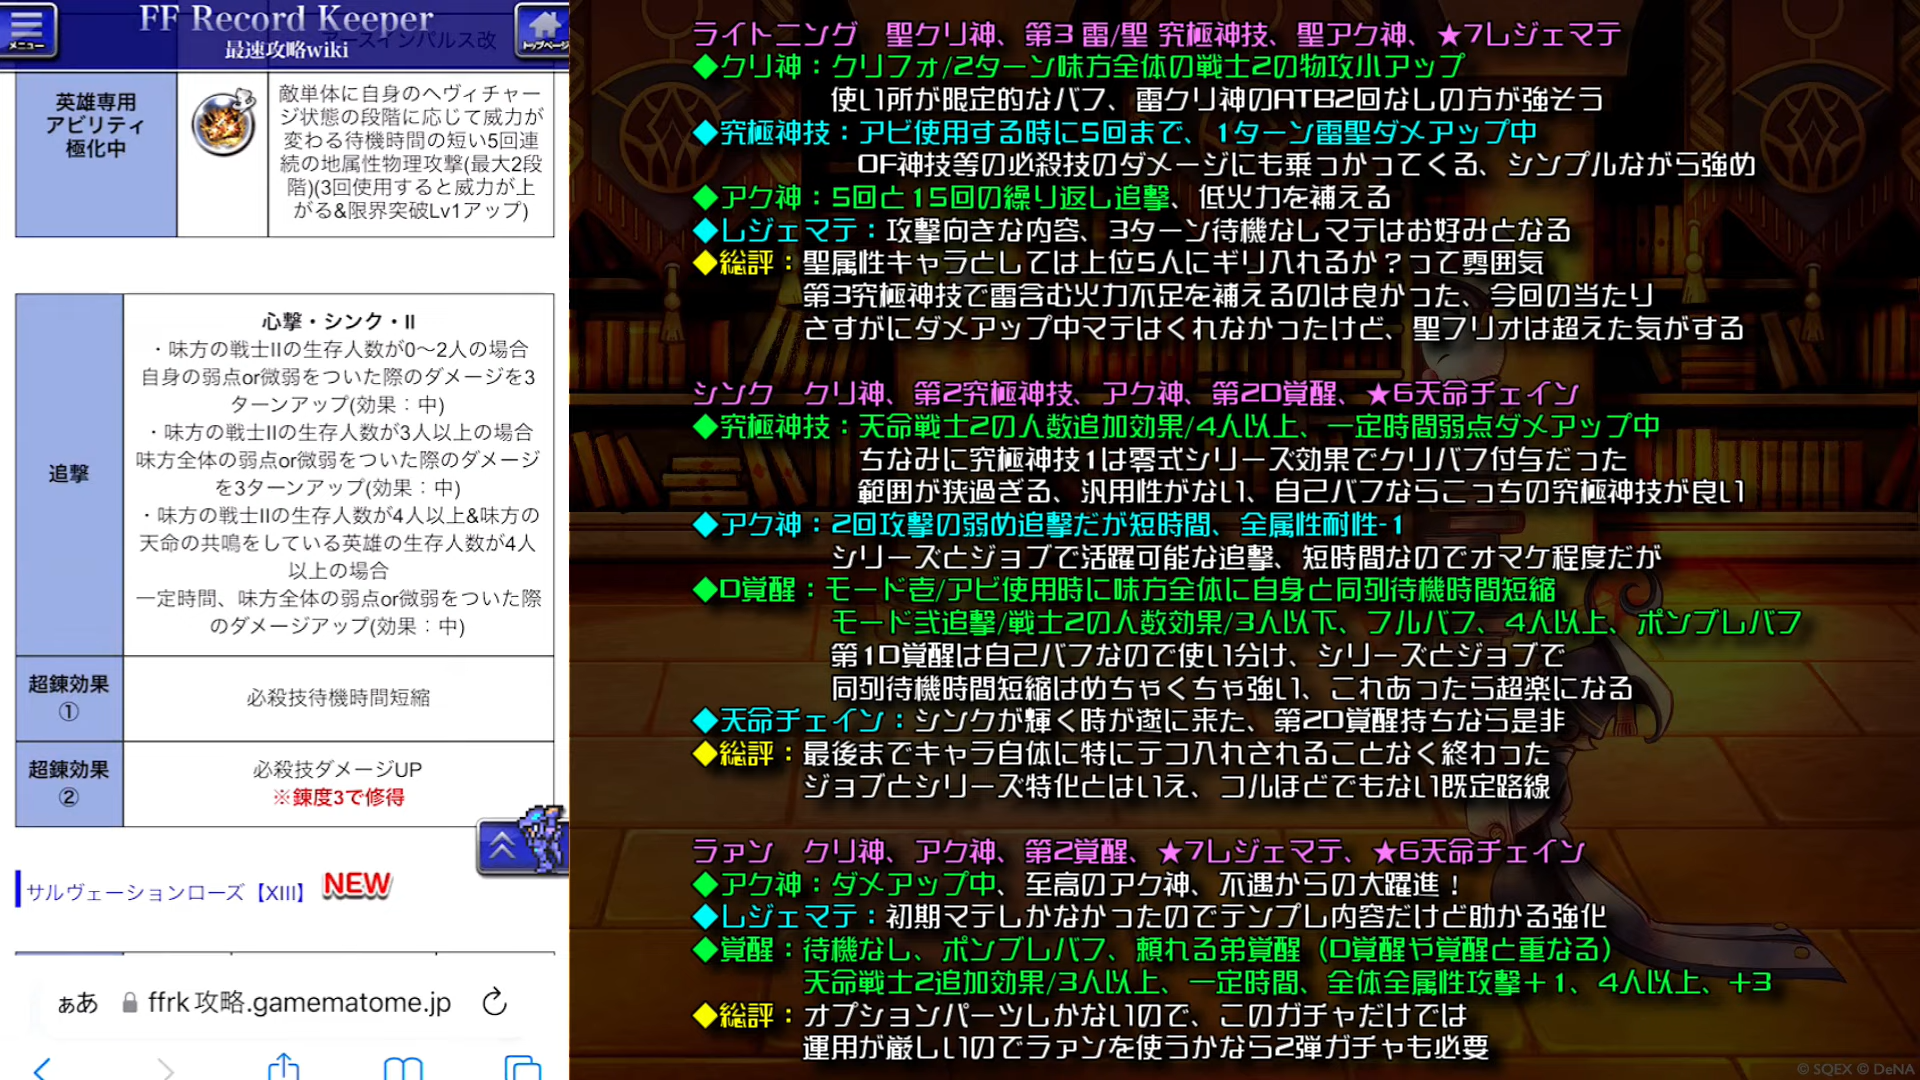 FF Record Keeper
最速攻略wiki
アースインパルス改
メニュー
トップページ
英雄専用
アビリティ
極化中
敵単体に自身のヘヴィチャー
ジ状態の段階に応じて威力が
変わる待機時間の短い5回連
続の地属性物理攻撃(最大2段
階)(3回使用すると威力が上
がる&限界突破Lv1アップ)
追撃
心撃・シンク・II
・味方の戦士IIの生存人数が0〜2人の場合
自身の弱点or微弱をついた際のダメージを3
ターンアップ(効果：中)
・味方の戦士IIの生存人数が3人以上の場合
味方全体の弱点or微弱をついた際のダメージ
を3ターンアップ(効果：中)
・味方の戦士IIの生存人数が4人以上&味方の
天命の共鳴をしている英雄の生存人数が4人
以上の場合
一定時間、味方全体の弱点or微弱をついた際
のダメージアップ(効果：中)
超錬効果
①
必殺技待機時間短縮
超錬効果
②
必殺技ダメージUP
※錬度3で修得
サルヴェーションローズ【XIII】 NEW
ぁあ ffrk攻略.gamematome.jp
ライトニング　聖クリ神、第3 雷/聖 究極神技、聖アク神、★7レジェマテ
◆クリ神：クリフォ/2ターン味方全体の戦士2の物攻小アップ
使い所が限定的なバフ、雷クリ神のATB2回なしの方が強そう
◆究極神技：アビ使用する時に5回まで、1ターン雷聖ダメアップ中
OF神技等の必殺技のダメージにも乗っかってくる、シンプルながら強め
◆アク神：5回と15回の繰り返し追撃、低火力を補える
◆レジェマテ：攻撃向きな内容、3ターン待機なしマテはお好みとなる
◆総評：聖属性キャラとしては上位5人にギリ入れるか？って雰囲気
第3究極神技で雷含む火力不足を補えるのは良かった、今回の当たり
さすがにダメアップ中マテはくれなかったけど、聖フリオは超えた気がする
シンク　クリ神、第2究極神技、アク神、第2D覚醒、★6天命チェイン
◆究極神技：天命戦士2の人数追加効果/4人以上、一定時間弱点ダメアップ中
ちなみに究極神技1は零式シリーズ効果でクリバフ付与だった
範囲が狭過ぎる、汎用性がない、自己バフならこっちの究極神技が良い
◆アク神：2回攻撃の弱め追撃だが短時間、全属性耐性-1
シリーズとジョブで活躍可能な追撃、短時間なのでオマケ程度だが
◆D覚醒：モード壱/アビ使用時に味方全体に自身と同列待機時間短縮
モード弐追撃/戦士2の人数効果/3人以下、フルバフ、4人以上、ポンプレバフ
第1D覚醒は自己バフなので使い分け、シリーズとジョブで
同列待機時間短縮はめちゃくちゃ強い、これあったら超楽になる
◆天命チェイン：シンクが輝く時が遂に来た、第2D覚醒持ちなら是非
◆総評：最後までキャラ自体に特にテコ入れされることなく終わった
ジョブとシリーズ特化とはいえ、コルほどでもない既定路線
ラァン　クリ神、アク神、第2覚醒、★7レジェマテ、★6天命チェイン
◆アク神：ダメアップ中、至高のアク神、不遇からの大躍進！
◆レジェマテ：初期マテしかなかったのでテンプレ内容だけど助かる強化
◆覚醒：待機なし、ポンプレバフ、頼れる弟覚醒（D覚醒や覚醒と重なる）
天命戦士2追加効果/3人以上、一定時間、全体全属性攻撃＋1、4人以上、＋3
◆総評：オプションパーツしかないので、このガチャだけでは
運用が厳しいのでラァンを使うかなら2弾ガチャも必要
© SQEX © DeNA